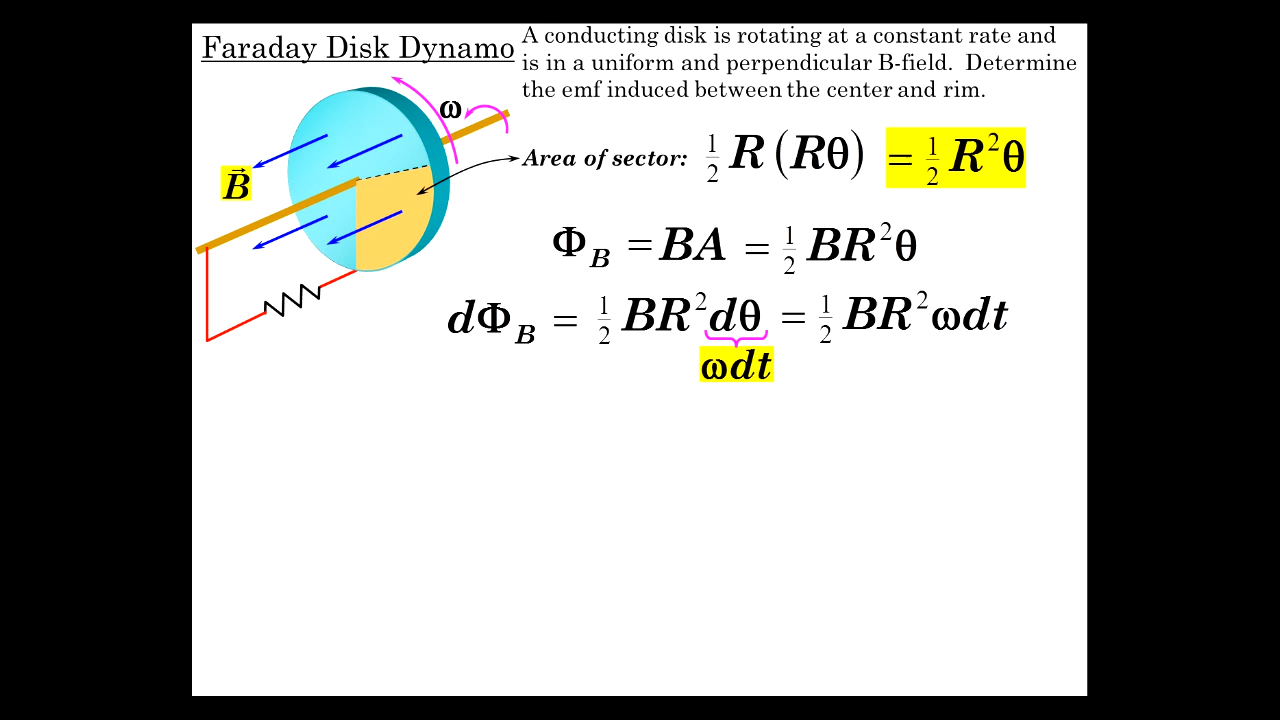 Faraday Disk Dynamo
A conducting disk is rotating at a constant rate and
is in a uniform and perpendicular B-field. Determine
the emf induced between the center and rim.
ω
B⃗
Area of sector: ½ R (Rθ) = ½ R²θ
Φ_B = BA = ½ BR²θ
dΦ_B = ½ BR²dθ = ½ BR²ωdt
ωdt